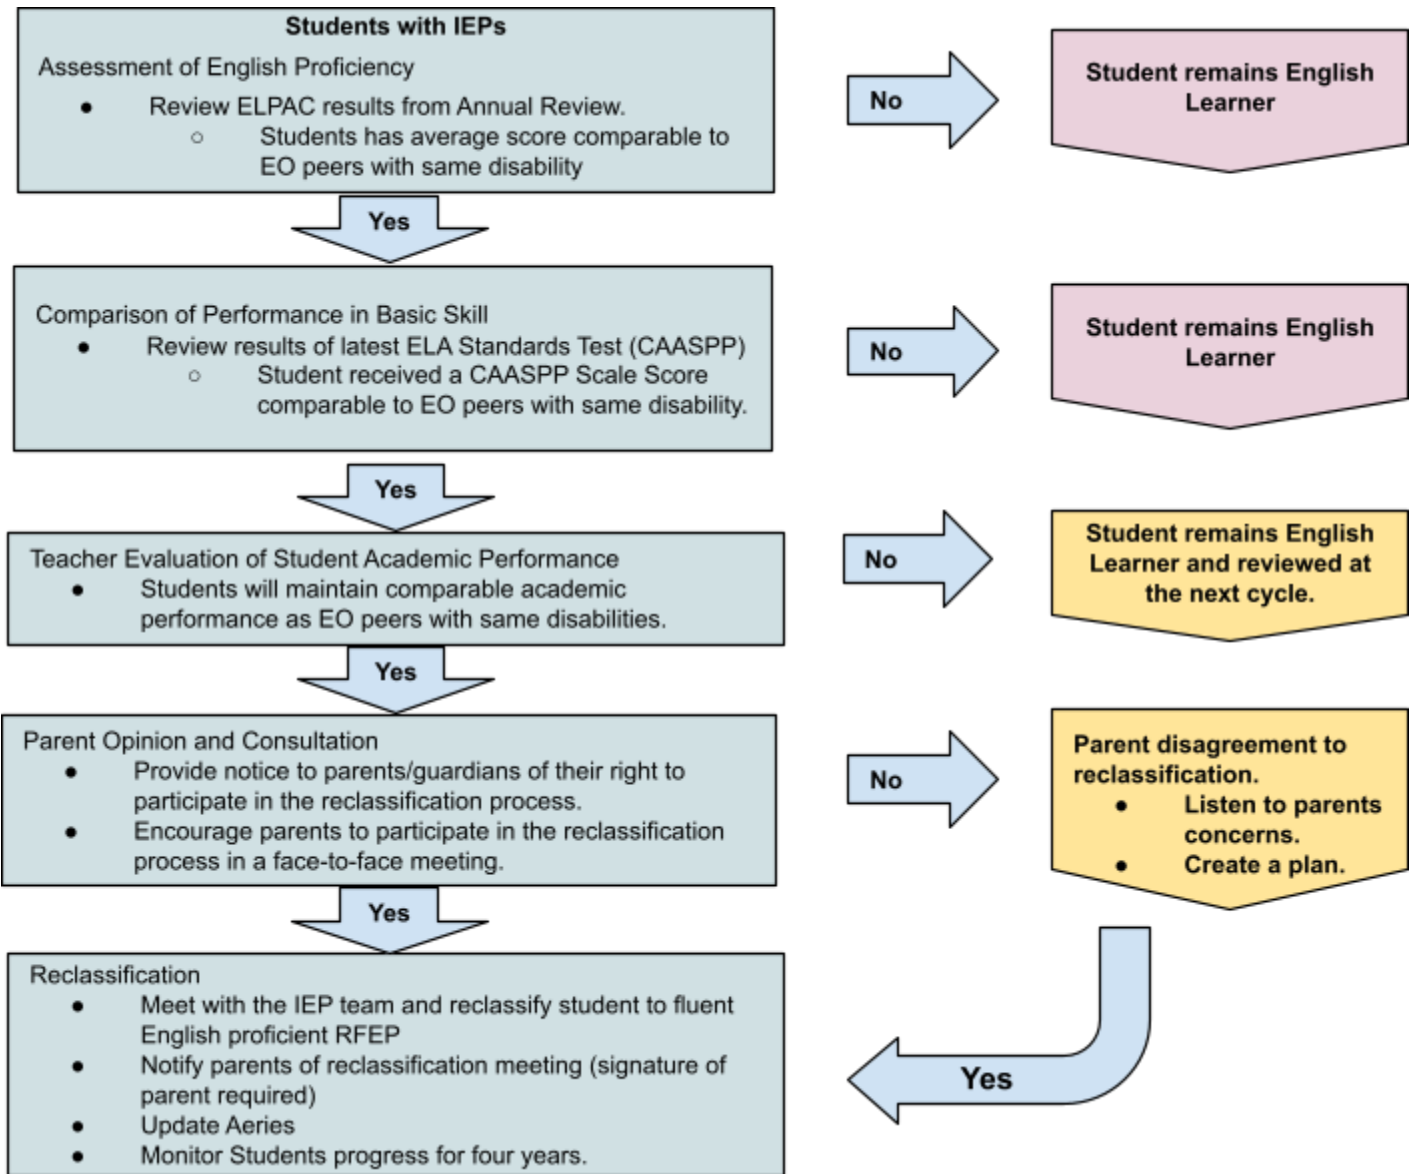 Students with IEPs
Assessment of English Proficiency
● Review ELPAC results from Annual Review.
○ Students has average score comparable to
EO peers with same disability
No
Student remains English
Learner
Yes
Comparison of Performance in Basic Skill
● Review results of latest ELA Standards Test (CAASPP)
○ Student received a CAASPP Scale Score
comparable to EO peers with same disability.
No
Student remains English
Learner
Yes
Teacher Evaluation of Student Academic Performance
● Students will maintain comparable academic
performance as EO peers with same disabilities.
No
Student remains English
Learner and reviewed at
the next cycle.
Yes
Parent Opinion and Consultation
● Provide notice to parents/guardians of their right to
participate in the reclassification process.
● Encourage parents to participate in the reclassification
process in a face-to-face meeting.
No
Parent disagreement to
reclassification.
● Listen to parents
concerns.
● Create a plan.
Yes
Reclassification
● Meet with the IEP team and reclassify student to fluent
English proficient RFEP
● Notify parents of reclassification meeting (signature of
parent required)
● Update Aeries
● Monitor Students progress for four years.
Yes